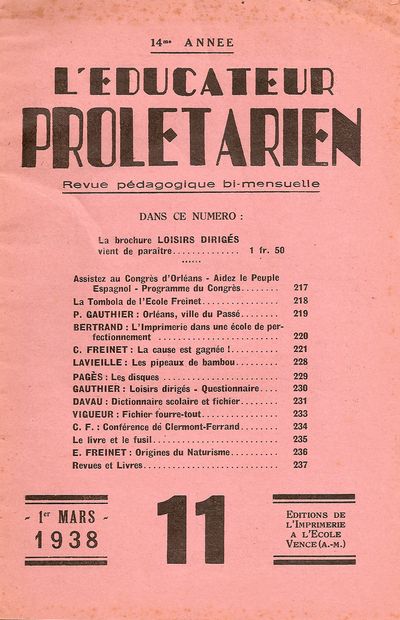 14me ANNEE
L'EDUCATEUR
PROLETARIEN
Revue pédagogique bi-mensuelle
DANS CE NUMERO :
La brochure LOISIRS DIRIGÉS
vient de paraître.............. 1 fr. 50
......
Assistez au Congrès d'Orléans - Aidez le Peuple
Espagnol - Programme du Congrès........ 217
La Tombola de l'Ecole Freinet................ 218
P. GAUTHIER : Orléans, ville du Passé........ 219
BERTRAND : L'Imprimerie dans une école de per-
fectionnement ........................ 220
C. FREINET : La cause est gagnée !............ 221
LAVIEILLE : Les pipeaux de bambou............ 228
PAGÈS : Les disques ........................ 229
GAUTHIER : Loisirs dirigés - Questionnaire.... 230
DAVAU : Dictionnaire scolaire et fichier........ 231
VIGUEUR : Fichier fourre-tout................ 233
C. F. : Conférence de Clermont-Ferrand........ 234
Le livre et le fusil........................ 235
E. FREINET : Origines du Naturisme............ 236
Revues et Livres............................ 237
- 1er MARS -
1938
11
EDITIONS DE
L'IMPRIMERIE
A L'ECOLE
VENCE (A.-M.)